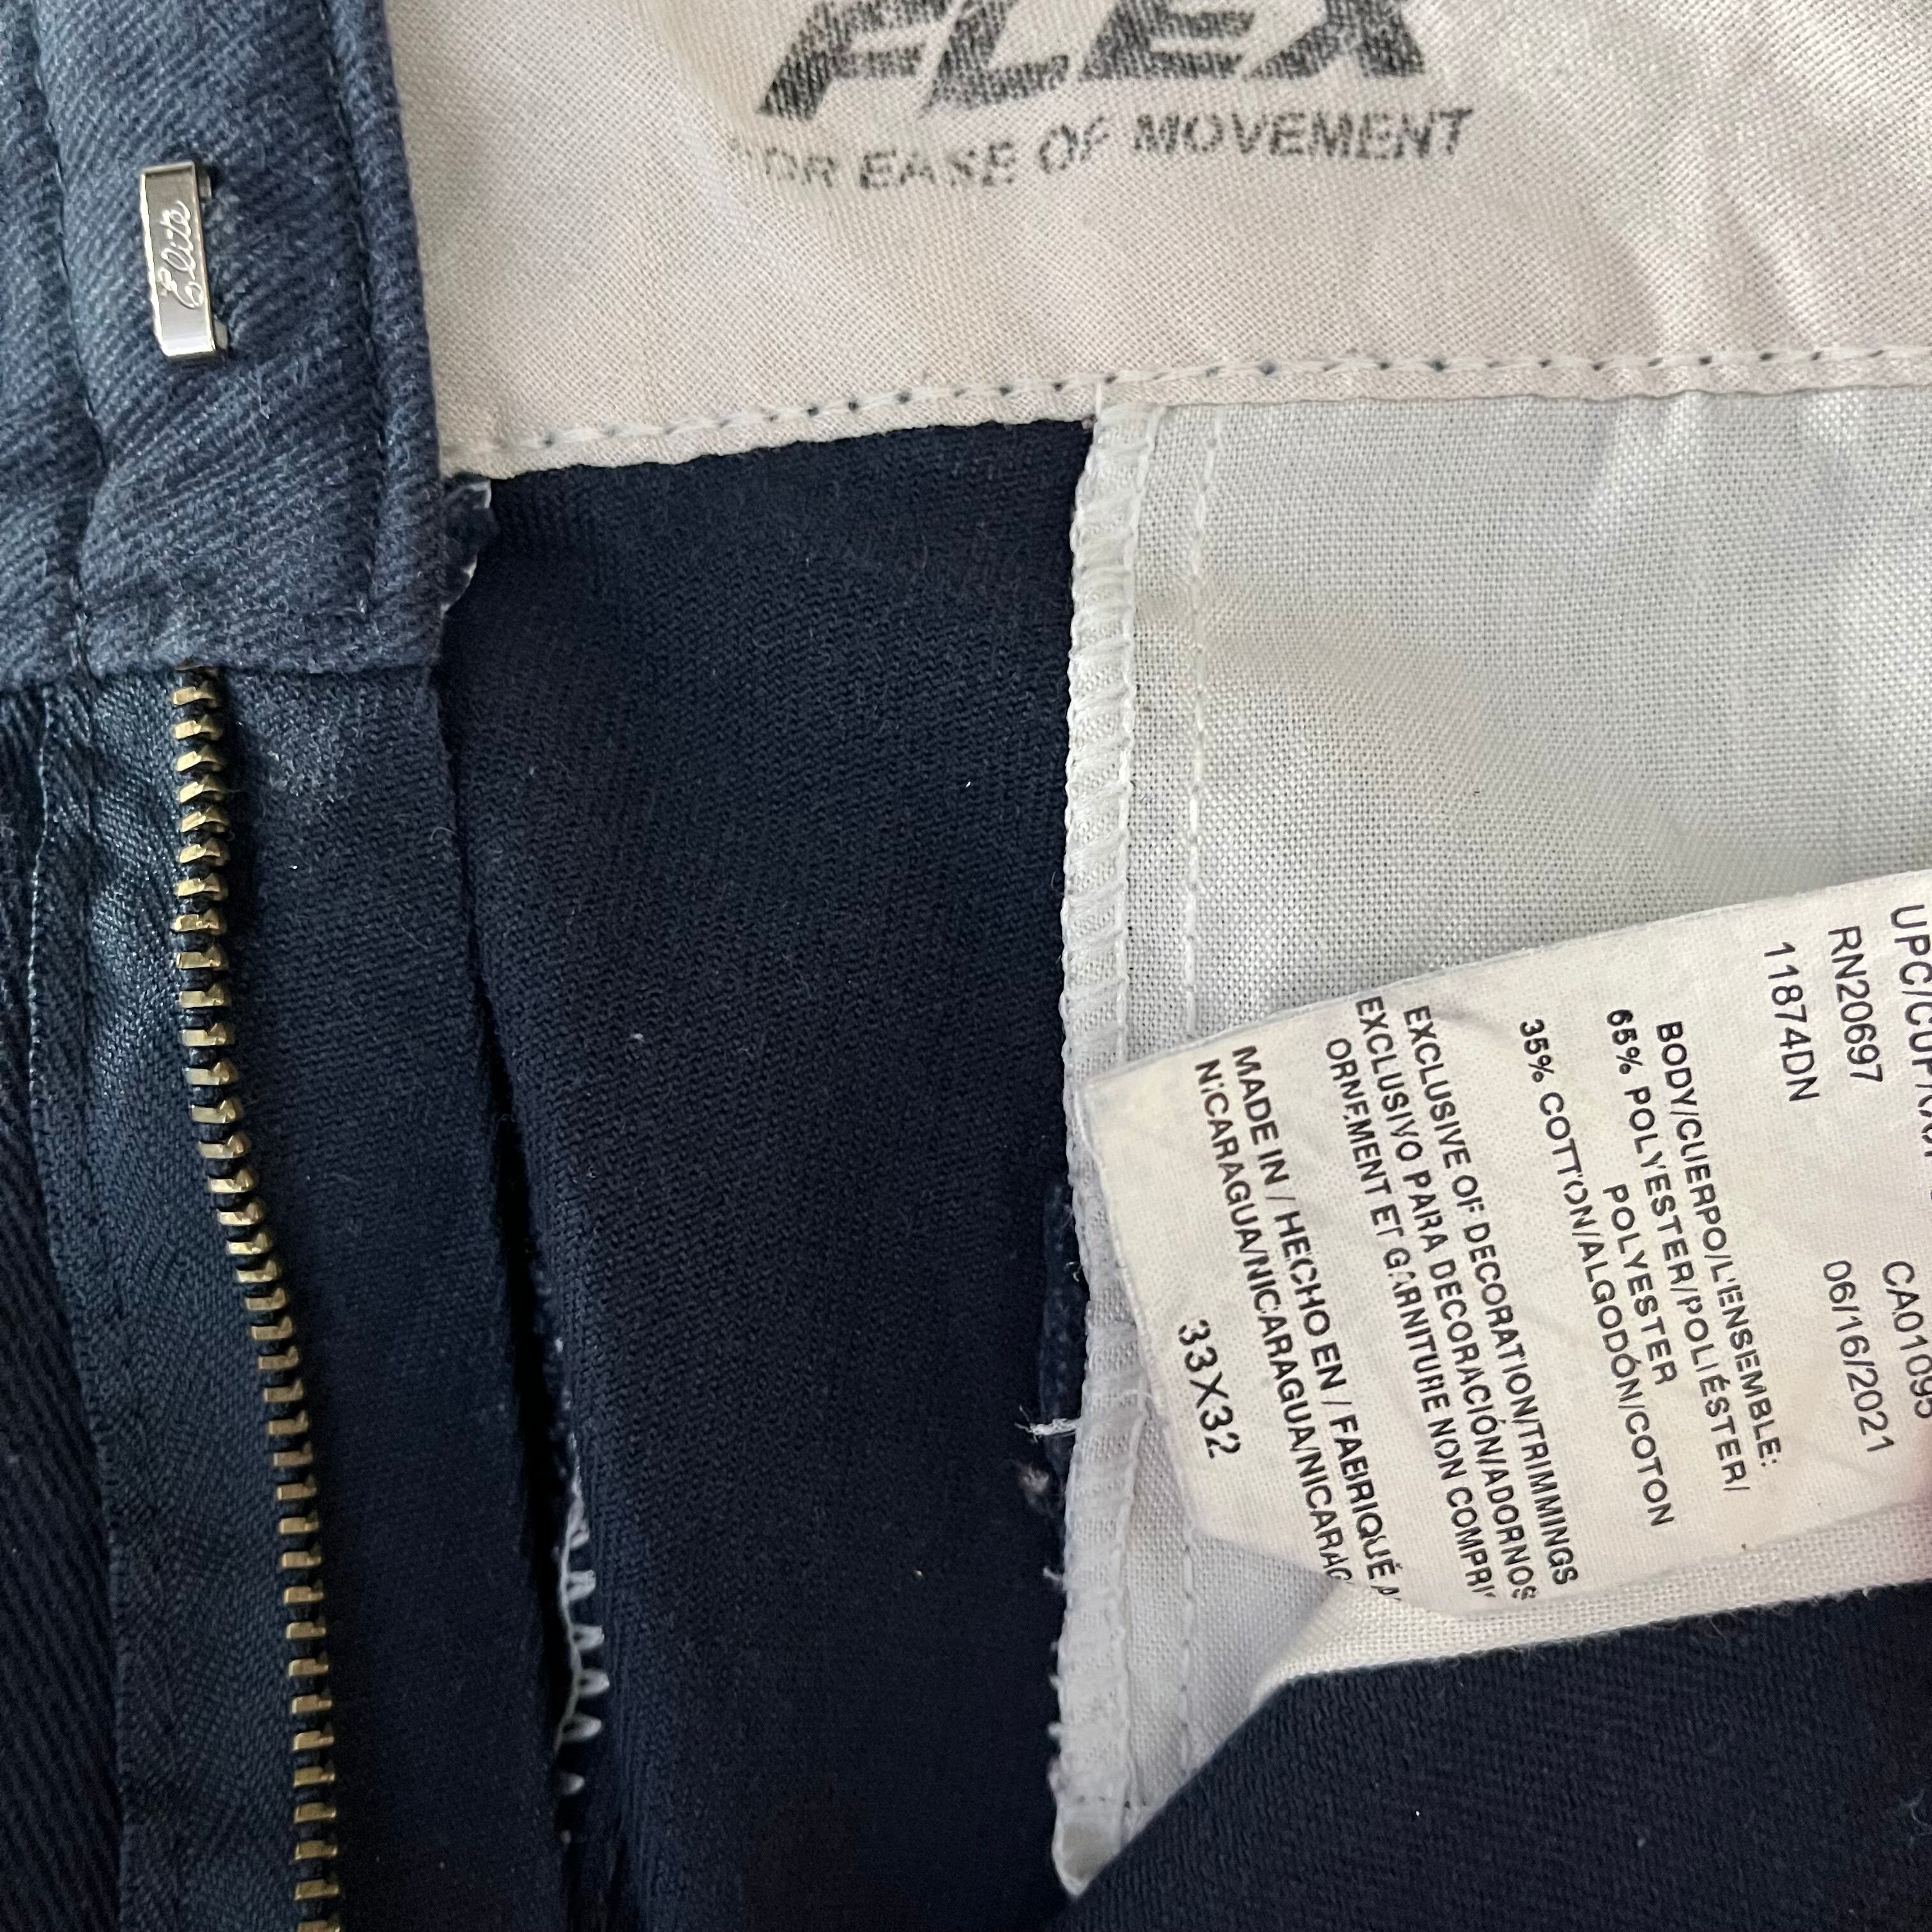 FLEX
FOR EASE OF MOVEMENT
Elite
RN20697
CA01095
11874DN
06/16/2021
BODY/CUERPO/L'ENSEMBLE:
65% POLYESTER/POLIÉSTER/
POLYESTER
35% COTTON/ALGODÓN/COTON
EXCLUSIVE OF DECORATION/TRIMMINGS
EXCLUSIVO PARA DECORACIÓN/ADORNOS
ORNEMENT ET GARNITURE NON COMPRI
MADE IN / HECHO EN / FABRIQUÉ A
NICARAGUA/NICARAGUA/NICARAG
33X32